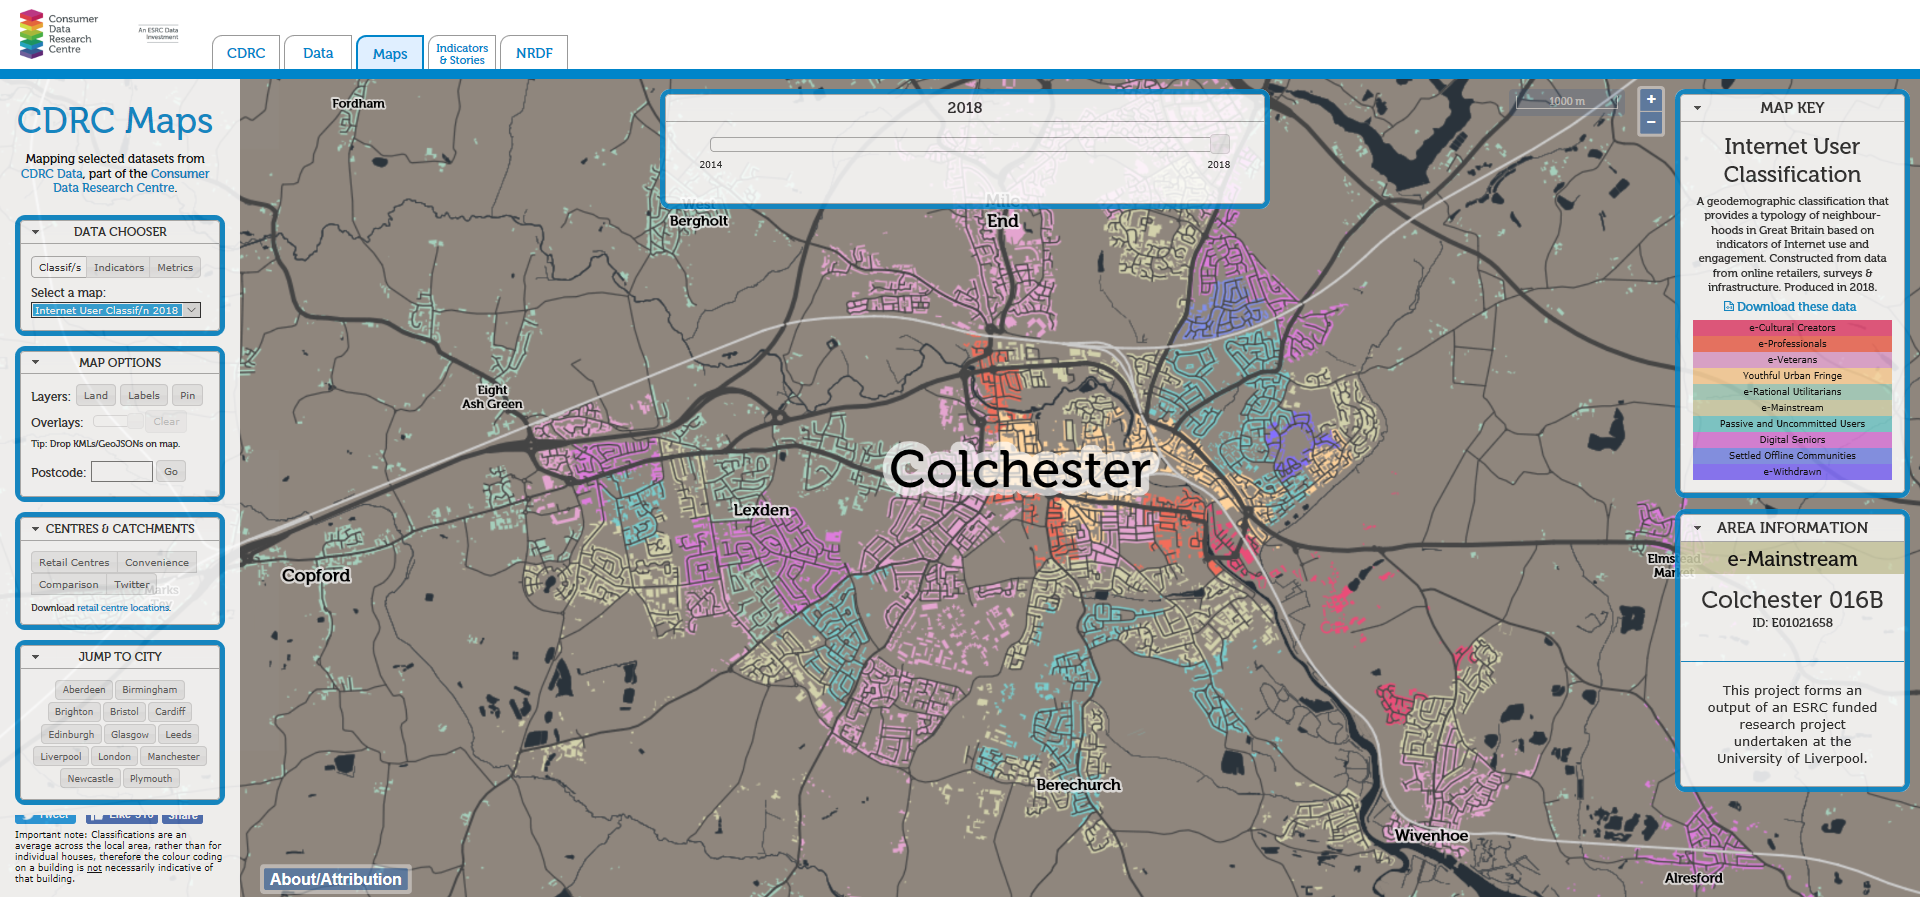 Consumer
Data
Research
Centre
An ESRC Data
Investment
CDRC
Data
Maps
Indicators
& Stories
NRDF
CDRC Maps
Mapping selected datasets from
CDRC Data, part of the Consumer
Data Research Centre.
DATA CHOOSER
Classif/s
Indicators
Metrics
Select a map:
Internet User Classif/n 2018
MAP OPTIONS
Layers:
Land
Labels
Pin
Overlays:
Clear
Tip: Drop KMLs/GeoJSONs on map.
Postcode:
Go
CENTRES & CATCHMENTS
Retail Centres
Convenience
Comparison
Twitter
Marks
Download retail centre locations.
JUMP TO CITY
Aberdeen
Birmingham
Brighton
Bristol
Cardiff
Edinburgh
Glasgow
Leeds
Liverpool
London
Manchester
Newcastle
Plymouth
Tweet
Like 310
Share
Important note: Classifications are an
average across the local area, rather than for
individual houses, therefore the colour coding
on a building is not necessarily indicative of
that building.
2018
2014
2018
1000 m
+
−
Fordham
West
Bergholt
Mile
End
Eight
Ash Green
Colchester
Lexden
Copford
Elmstead
Market
Berechurch
Wivenhoe
Alresford
About/Attribution
MAP KEY
Internet User
Classification
A geodemographic classification that
provides a typology of neighbour-
hoods in Great Britain based on
indicators of Internet use and
engagement. Constructed from data
from online retailers, surveys &
infrastructure. Produced in 2018.
Download these data
e-Cultural Creators
e-Professionals
e-Veterans
Youthful Urban Fringe
e-Rational Utilitarians
e-Mainstream
Passive and Uncommitted Users
Digital Seniors
Settled Offline Communities
e-Withdrawn
AREA INFORMATION
e-Mainstream
Colchester 016B
ID: E01021658
This project forms an
output of an ESRC funded
research project
undertaken at the
University of Liverpool.